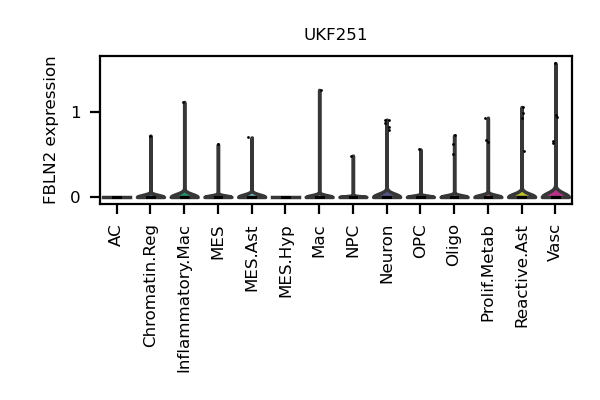 UKF251
FBLN2 expression
1
0
AC
Chromatin.Reg
Inflammatory.Mac
MES
MES.Ast
MES.Hyp
Mac
NPC
Neuron
OPC
Oligo
Prolif.Metab
Reactive.Ast
Vasc